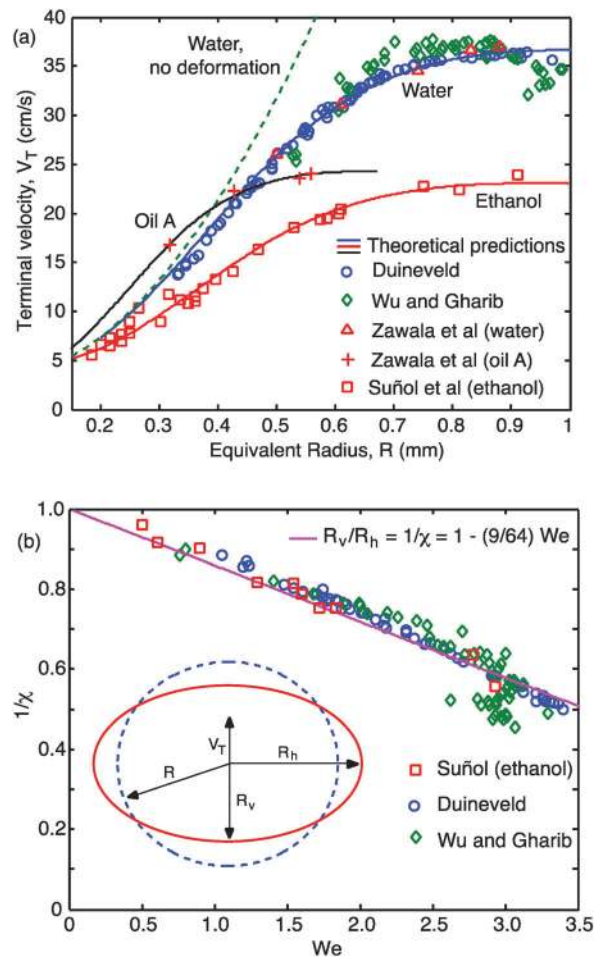 (a)
Water,
no deformation
Water
Oil A
Ethanol
Theoretical predictions
Duineveld
Wu and Gharib
Zawala et al (water)
Zawala et al (oil A)
Suñol et al (ethanol)
Terminal velocity, V_T (cm/s)
40
35
30
25
20
15
10
5
0
0.2 0.3 0.4 0.5 0.6 0.7 0.8 0.9 1
Equivalent Radius, R (mm)
(b)
R_v/R_h = 1/χ = 1 - (9/64) We
1/χ
1.0
0.8
0.6
0.4
0.2
0
V_T
R_h
R
R_v
Suñol (ethanol)
Duineveld
Wu and Gharib
0 0.5 1.0 1.5 2.0 2.5 3.0 3.5
We